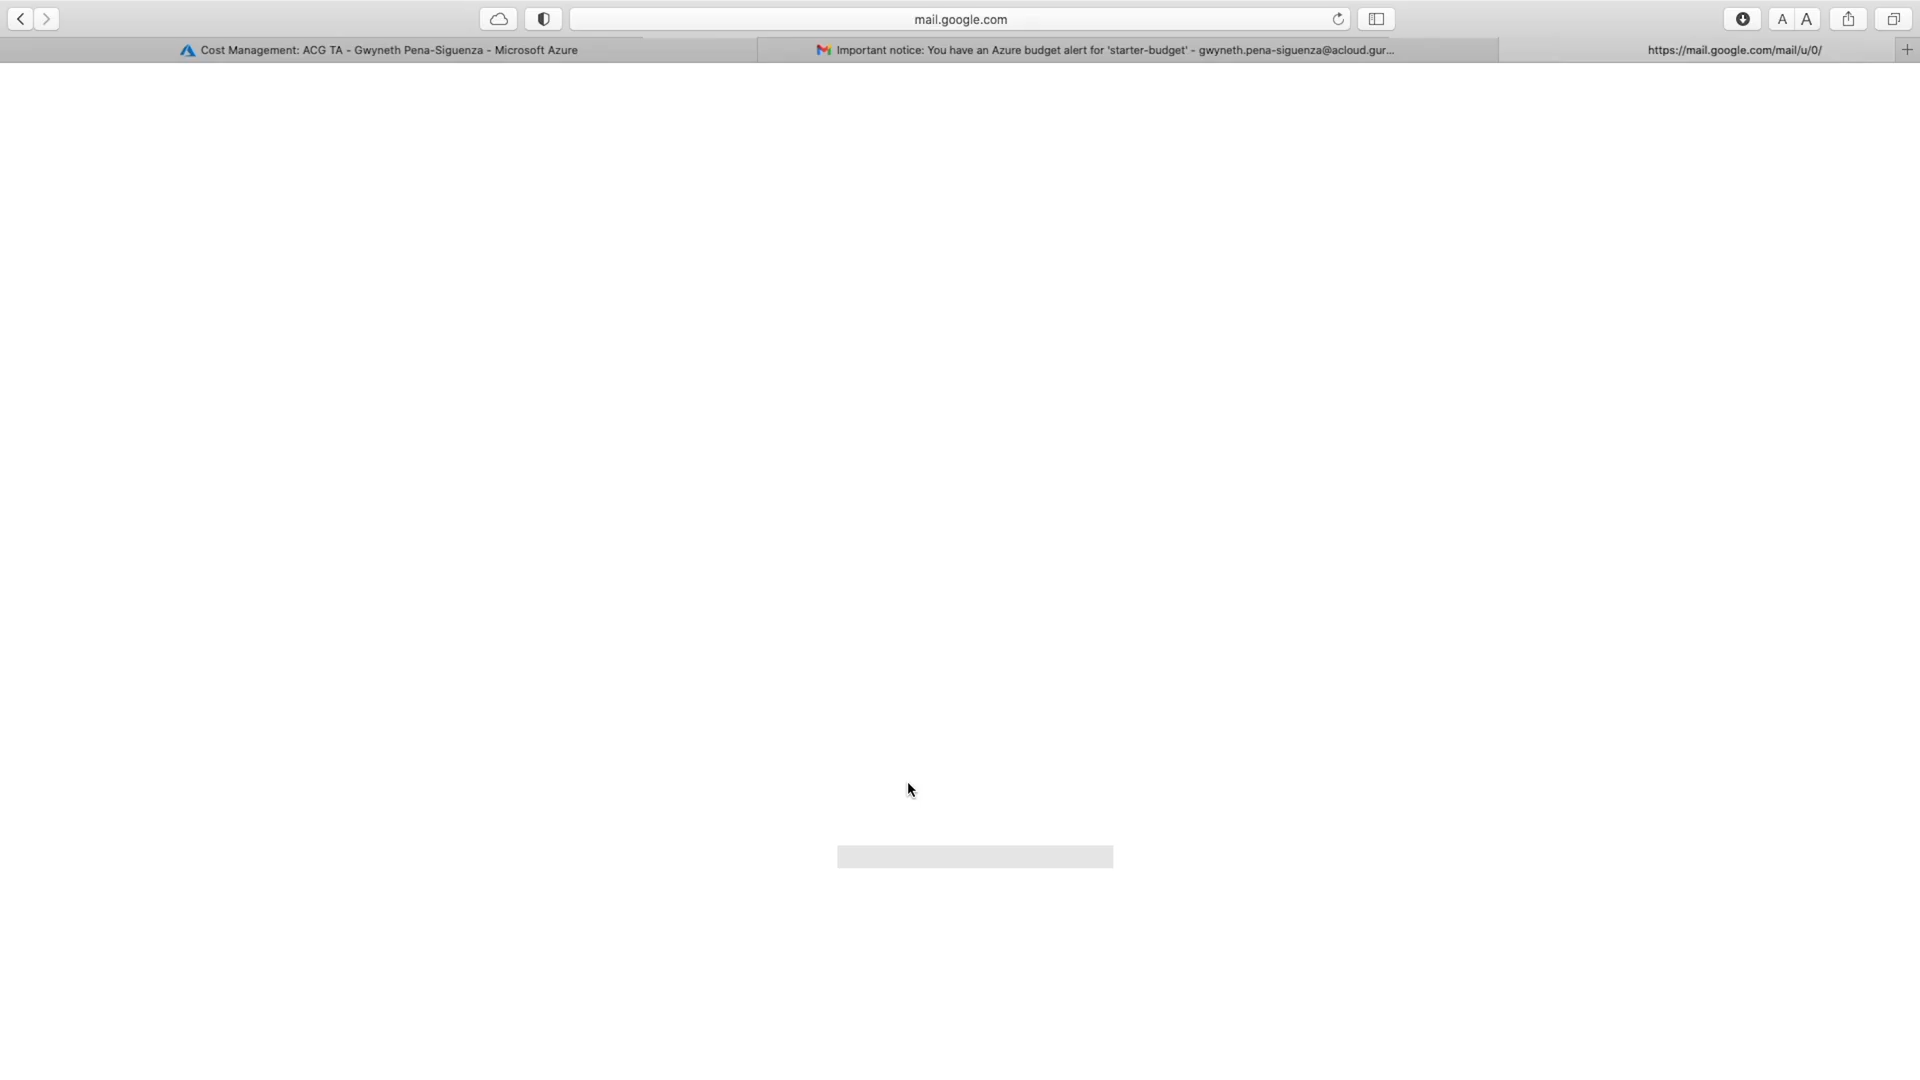 mail.google.com
A A
Cost Management: ACG TA - Gwyneth Pena-Siguenza - Microsoft Azure
Important notice: You have an Azure budget alert for 'starter-budget' - gwyneth.pena-siguenza@acloud.gur...
https://mail.google.com/mail/u/0/